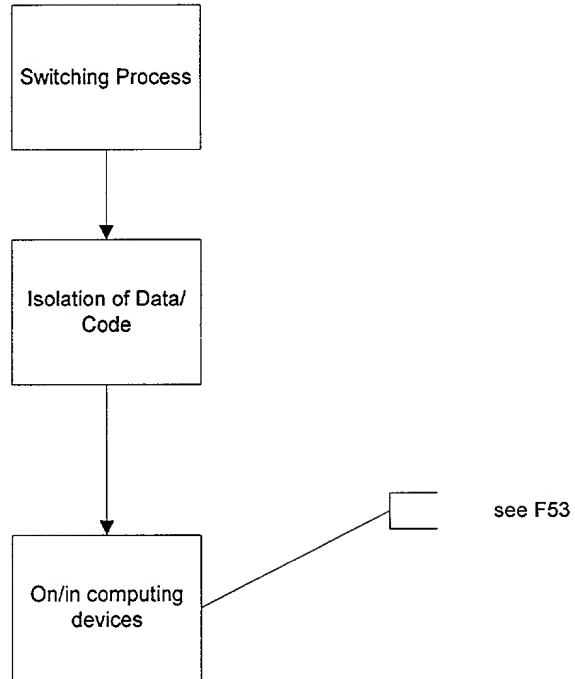 Switching Process
Isolation of Data/
Code
see F53
On/in computing
devices